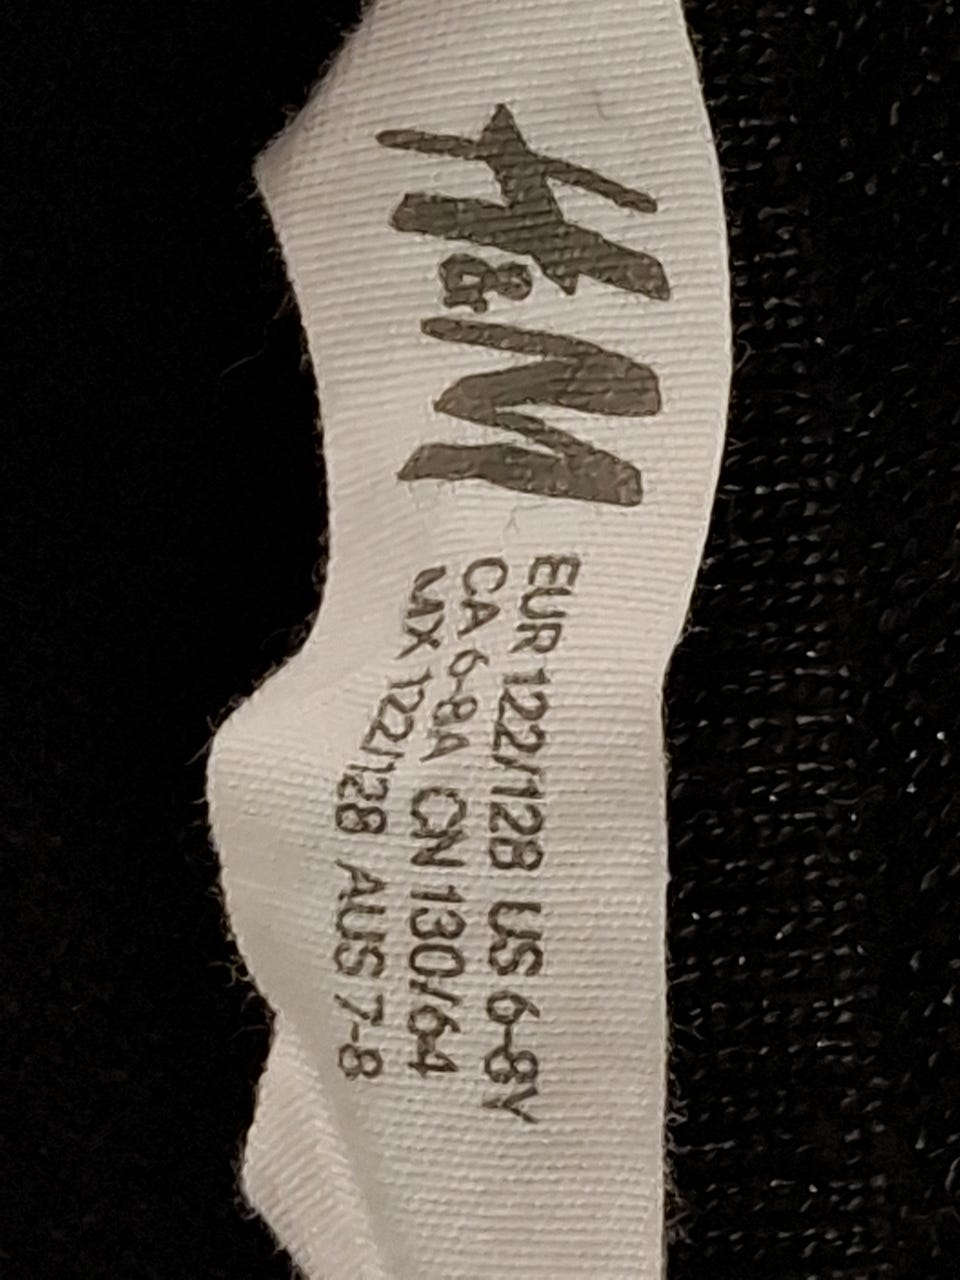 H&M
EUR 122/128 US 6-8Y
CA 6-8A CN 130/64
MX 122/128 AUS 7-8